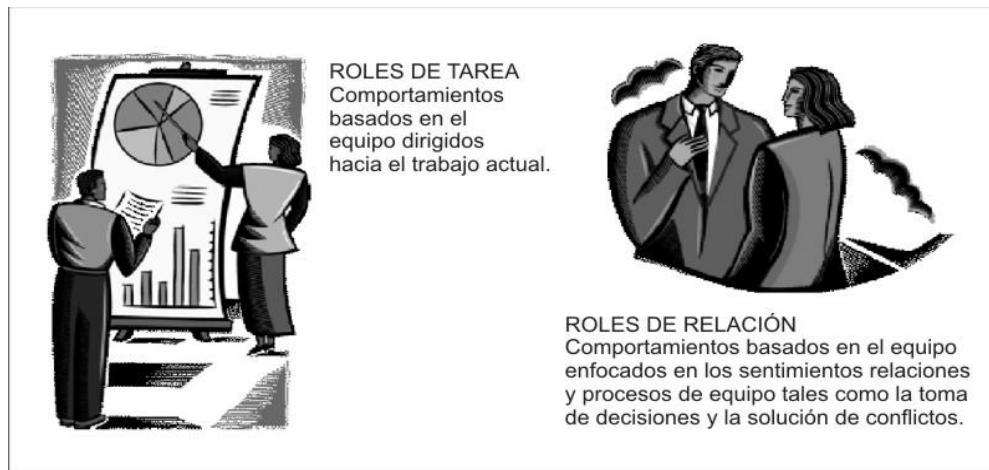 ROLES DE TAREA
Comportamientos
basados en el
equipo dirigidos
hacia el trabajo actual.
ROLES DE RELACIÓN
Comportamientos basados en el equipo
enfocados en los sentimientos relaciones
y procesos de equipo tales como la toma
de decisiones y la solución de conflictos.